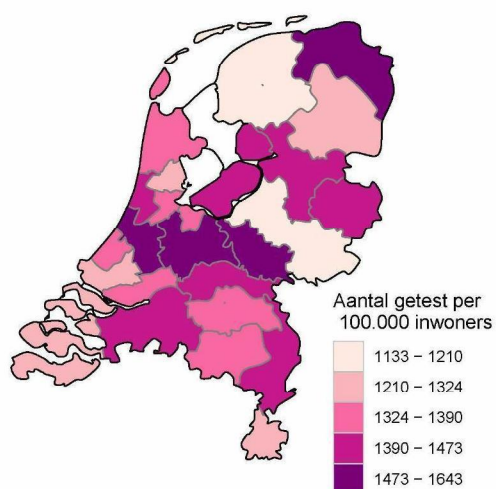 Aantal getest per
100.000 inwoners
1133 – 1210
1210 – 1324
1324 – 1390
1390 – 1473
1473 – 1643